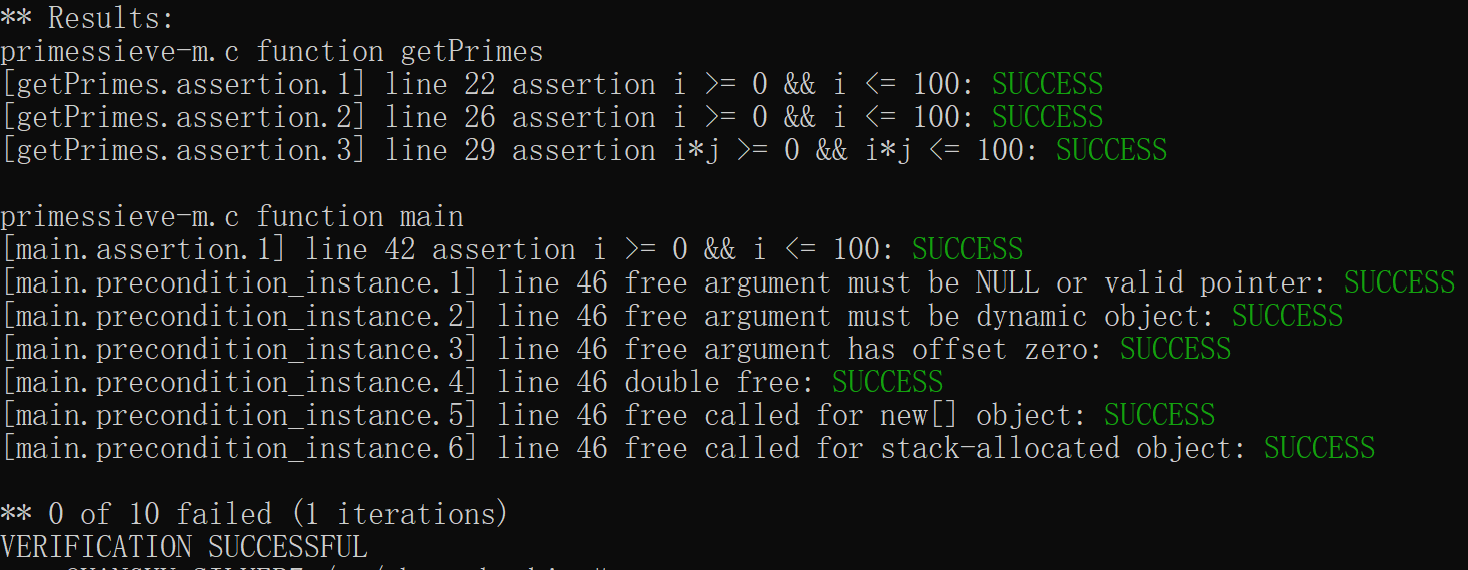 ** Results:
primessieve-m.c function getPrimes
[getPrimes.assertion.1] line 22 assertion i >= 0 && i <= 100: SUCCESS
[getPrimes.assertion.2] line 26 assertion i >= 0 && i <= 100: SUCCESS
[getPrimes.assertion.3] line 29 assertion i*j >= 0 && i*j <= 100: SUCCESS
primessieve-m.c function main
[main.assertion.1] line 42 assertion i >= 0 && i <= 100: SUCCESS
[main.precondition_instance.1] line 46 free argument must be NULL or valid pointer: SUCCESS
[main.precondition_instance.2] line 46 free argument must be dynamic object: SUCCESS
[main.precondition_instance.3] line 46 free argument has offset zero: SUCCESS
[main.precondition_instance.4] line 46 double free: SUCCESS
[main.precondition_instance.5] line 46 free called for new[] object: SUCCESS
[main.precondition_instance.6] line 46 free called for stack-allocated object: SUCCESS
** 0 of 10 failed (1 iterations)
VERIFICATION SUCCESSFUL